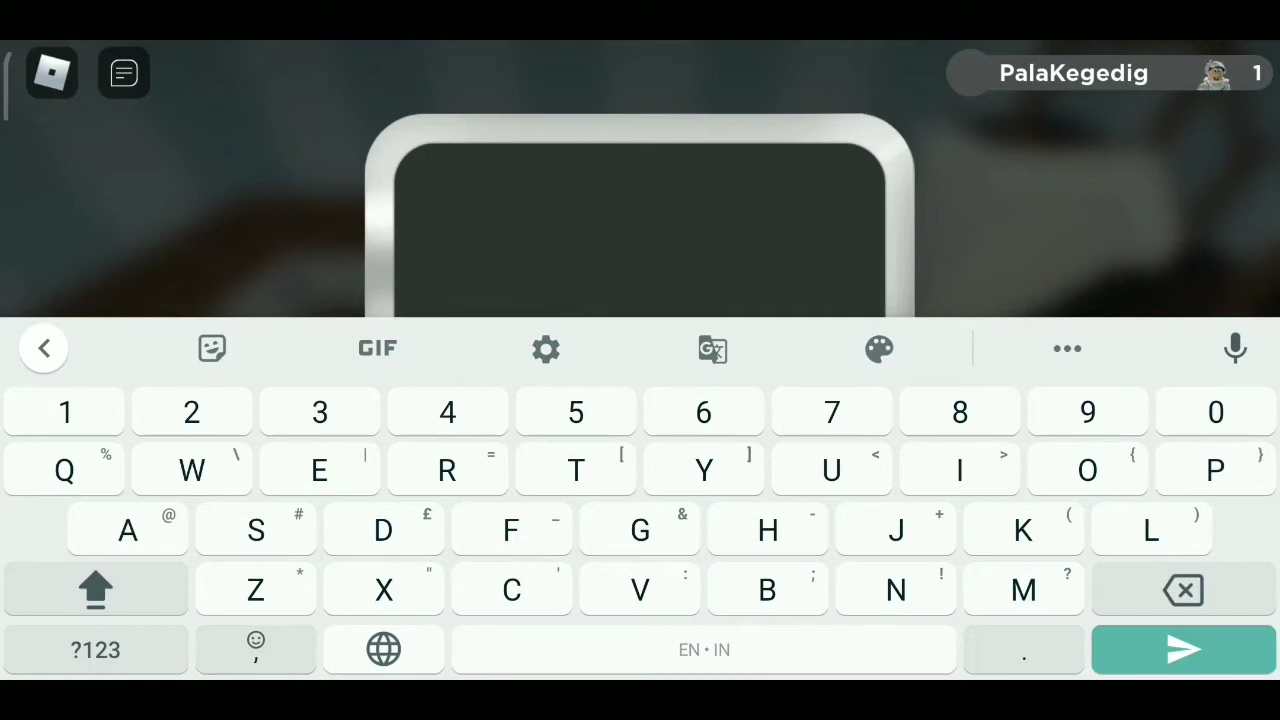 PalaKegedig 1
GIF
1 2 3 4 5 6 7 8 9 0
Q % W \ E | R = T [ Y ] U < I > O { P }
A @ S # D £ F _ G & H - J + K ( L )
Z * X " C ' V : B ; N ! M ?
?123 , EN • IN .